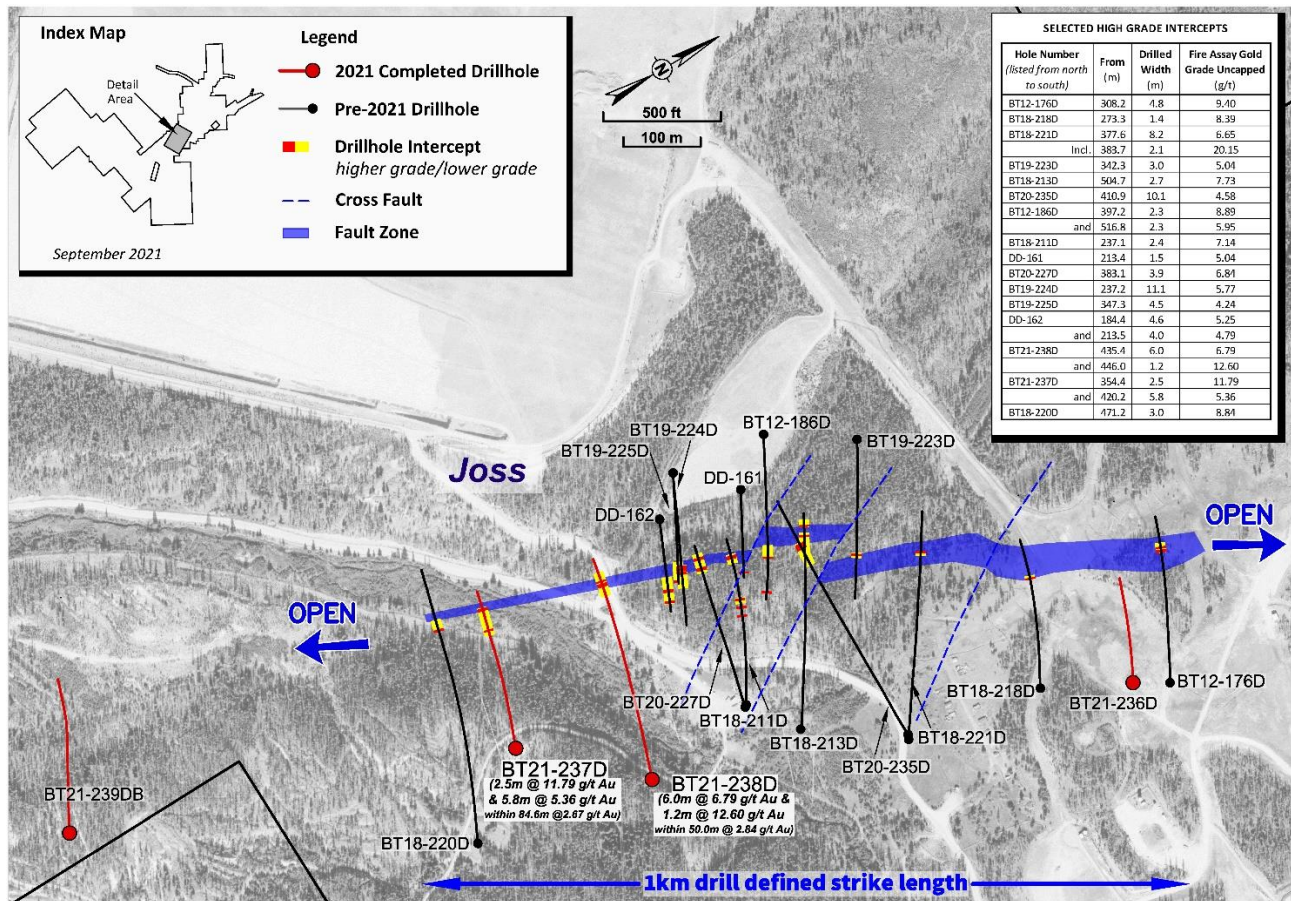 Index Map
Detail
Area
September 2021
Legend
2021 Completed Drillhole
Pre-2021 Drillhole
Drillhole Intercept
higher grade/lower grade
Cross Fault
Fault Zone
N
500 ft
100 m
SELECTED HIGH GRADE INTERCEPTS
Hole Number (listed from north to south) From (m) Drilled Width (m) Fire Assay Gold Grade Uncapped (g/t)
BT12-176D 308.2 4.8 9.40
BT18-218D 273.3 1.4 8.39
BT18-221D 377.6 8.2 6.65
Incl. 383.7 2.1 20.15
BT19-223D 342.3 3.0 5.04
BT18-213D 504.7 2.7 7.73
BT20-235D 410.9 10.1 4.58
BT12-186D 397.2 2.3 8.89
and 516.8 2.3 5.95
BT18-211D 237.1 2.4 7.14
DD-161 213.4 1.5 5.04
BT20-227D 383.1 3.9 6.84
BT19-224D 237.2 11.1 5.77
BT19-225D 347.3 4.5 4.24
DD-162 184.4 4.6 5.25
and 213.5 4.0 4.79
BT21-238D 435.4 6.0 6.79
and 446.0 1.2 12.60
BT21-237D 354.4 2.5 11.79
and 420.2 5.8 5.36
BT18-220D 471.2 3.0 8.84
Joss
BT19-224D
BT19-225D
BT12-186D
BT19-223D
DD-161
DD-162
OPEN
OPEN
BT20-227D
BT18-211D
BT18-213D
BT20-235D
BT18-221D
BT18-218D
BT21-236D
BT12-176D
BT21-239DB
BT18-220D
BT21-237D
(2.5m @ 11.79 g/t Au
& 5.8m @ 5.36 g/t Au
within 84.6m @2.87 g/t Au)
BT21-238D
(6.0m @ 6.79 g/t Au &
1.2m @ 12.60 g/t Au
within 50.0m @ 2.84 g/t Au)
1km drill defined strike length